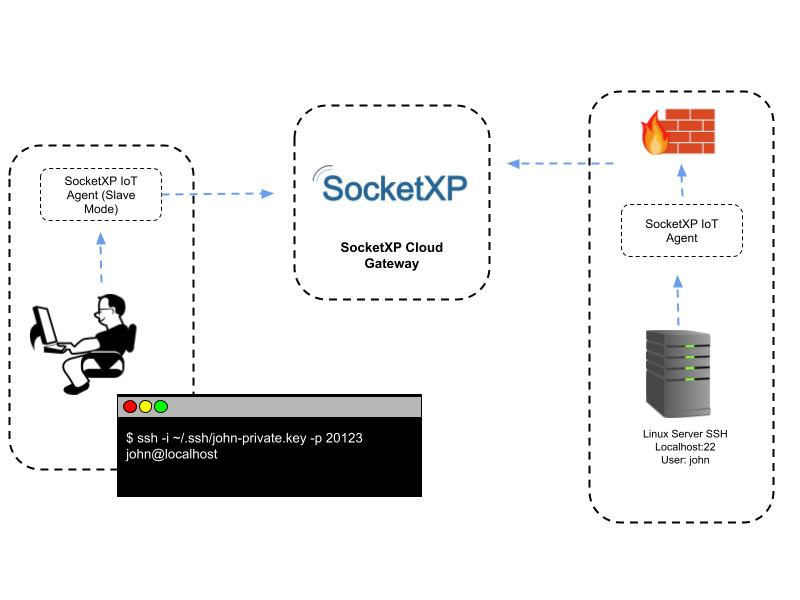 SocketXP IoT
Agent (Slave
Mode)
SocketXP
SocketXP Cloud
Gateway
SocketXP IoT
Agent
Linux Server SSH
Localhost:22
User: john
$ ssh -i ~/.ssh/john-private.key -p 20123
john@localhost